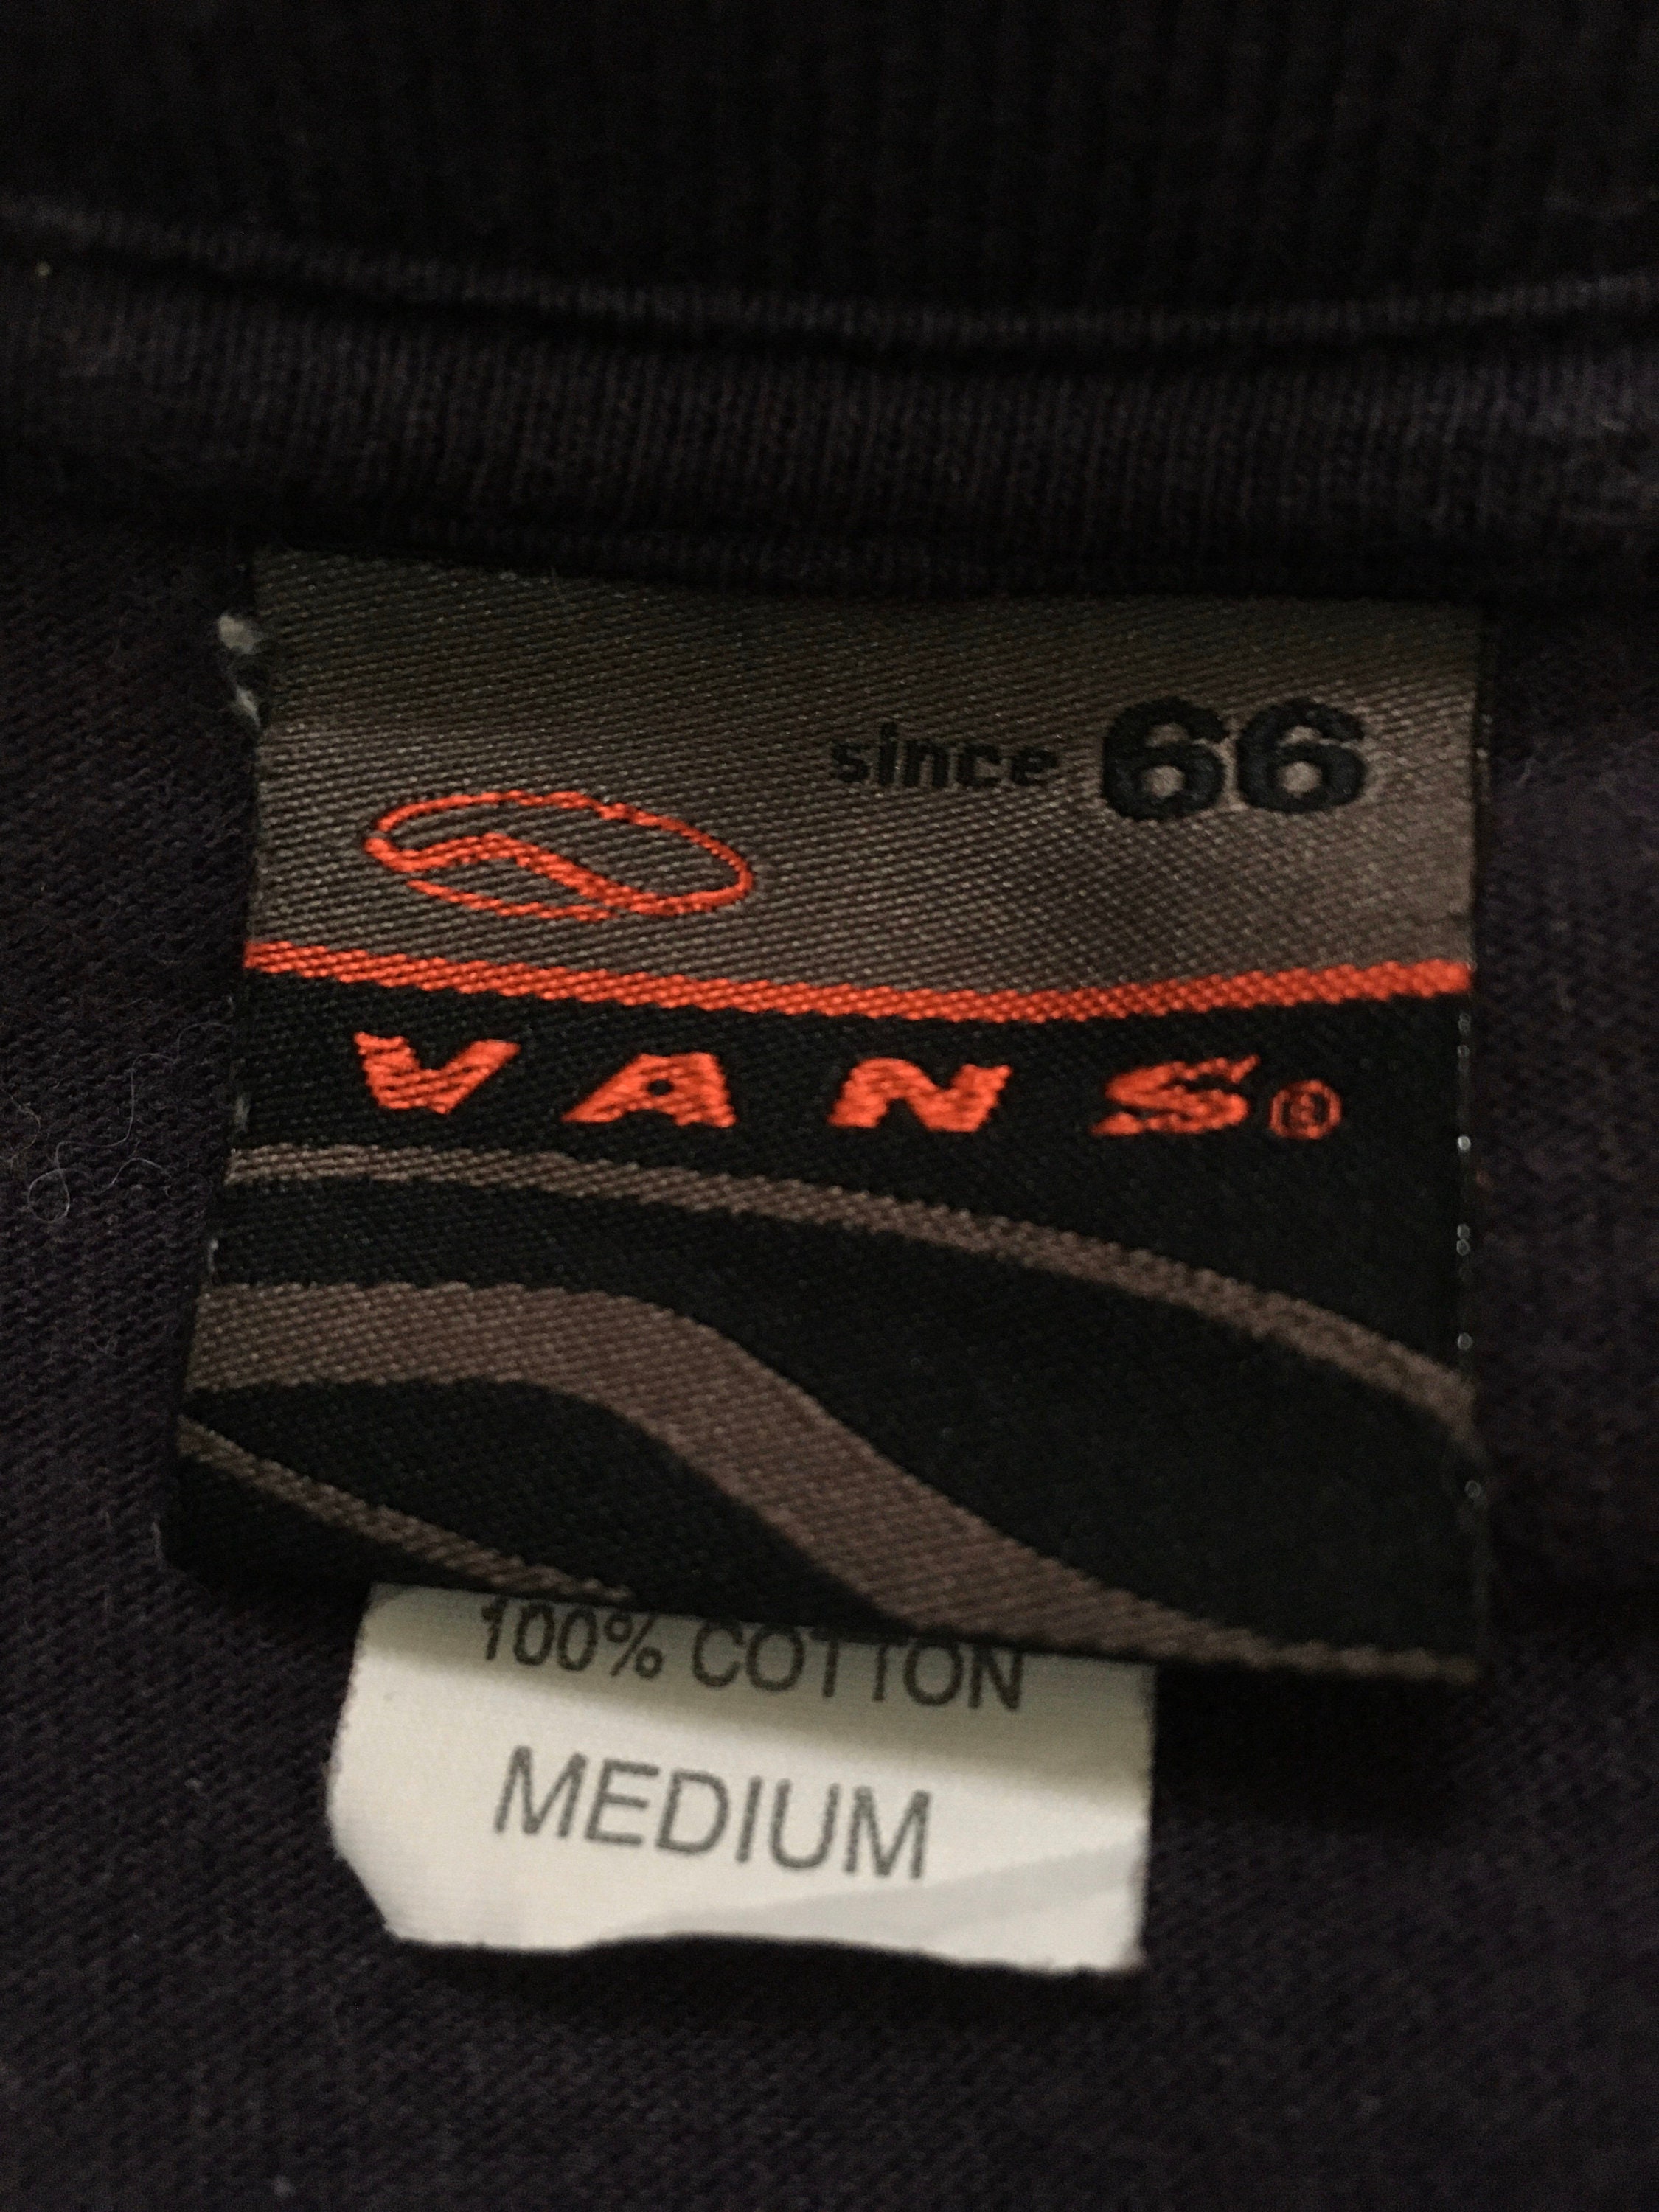 since 66
VANS®
100% COTTON
MEDIUM